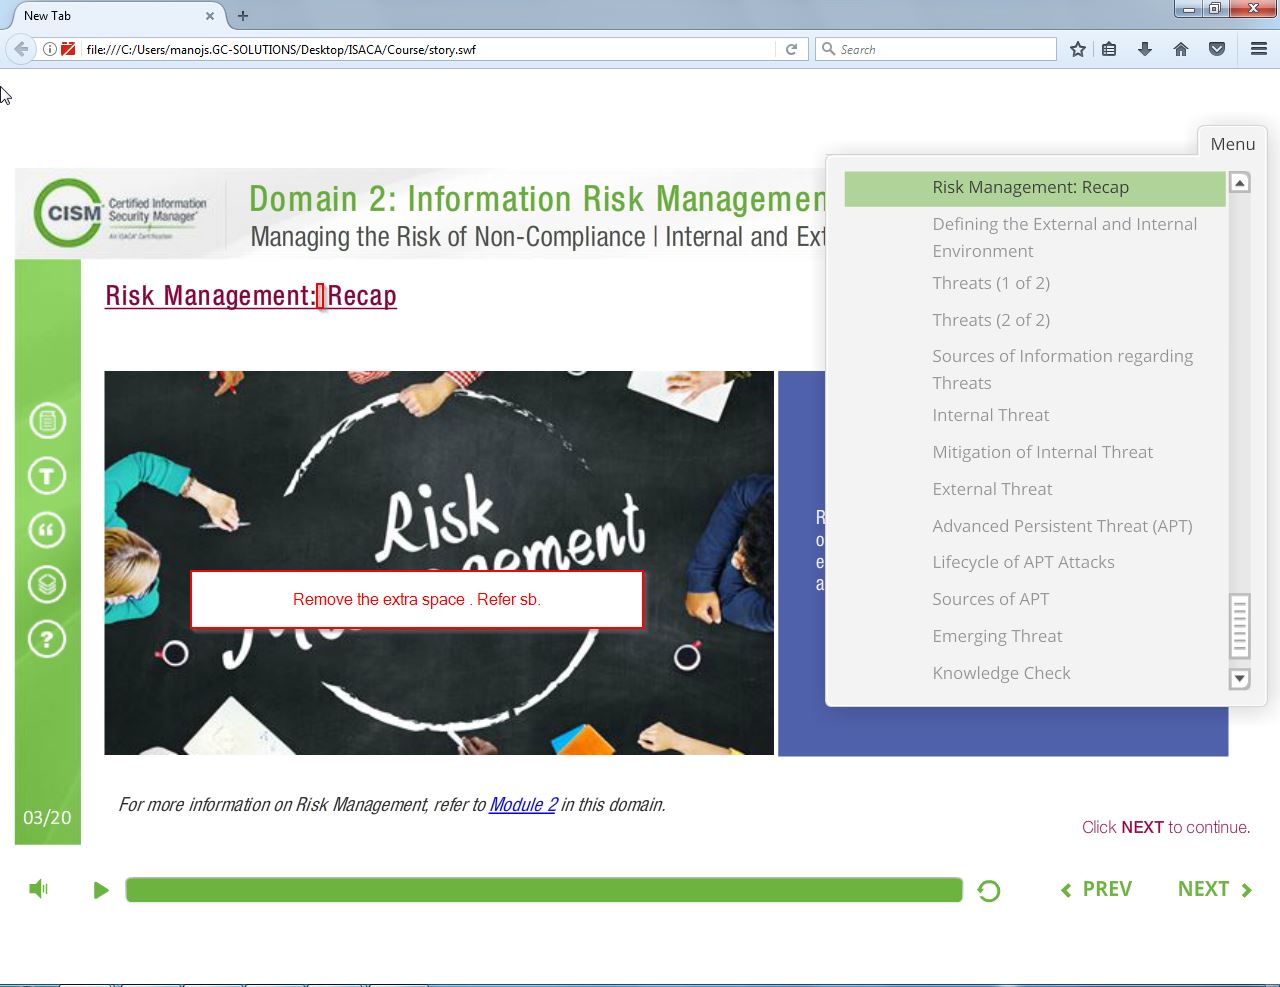 New Tab
file:///C:/Users/manojs.GC-SOLUTIONS/Desktop/ISACA/Course/story.swf
Search
Menu
CISM Certified Information
Security Manager®
An ISACA® Certification
Domain 2: Information Risk Managemen
Managing the Risk of Non-Compliance | Internal and Ext
Risk Management: Recap
Risk Management: Recap
Defining the External and Internal
Environment
Threats (1 of 2)
Threats (2 of 2)
Sources of Information regarding
Threats
Internal Threat
Mitigation of Internal Threat
External Threat
Advanced Persistent Threat (APT)
Lifecycle of APT Attacks
Sources of APT
Emerging Threat
Knowledge Check
Risk
Remove the extra space . Refer sb.
R
o
e
a
03/20
For more information on Risk Management, refer to Module 2 in this domain.
Click NEXT to continue.
PREV
NEXT